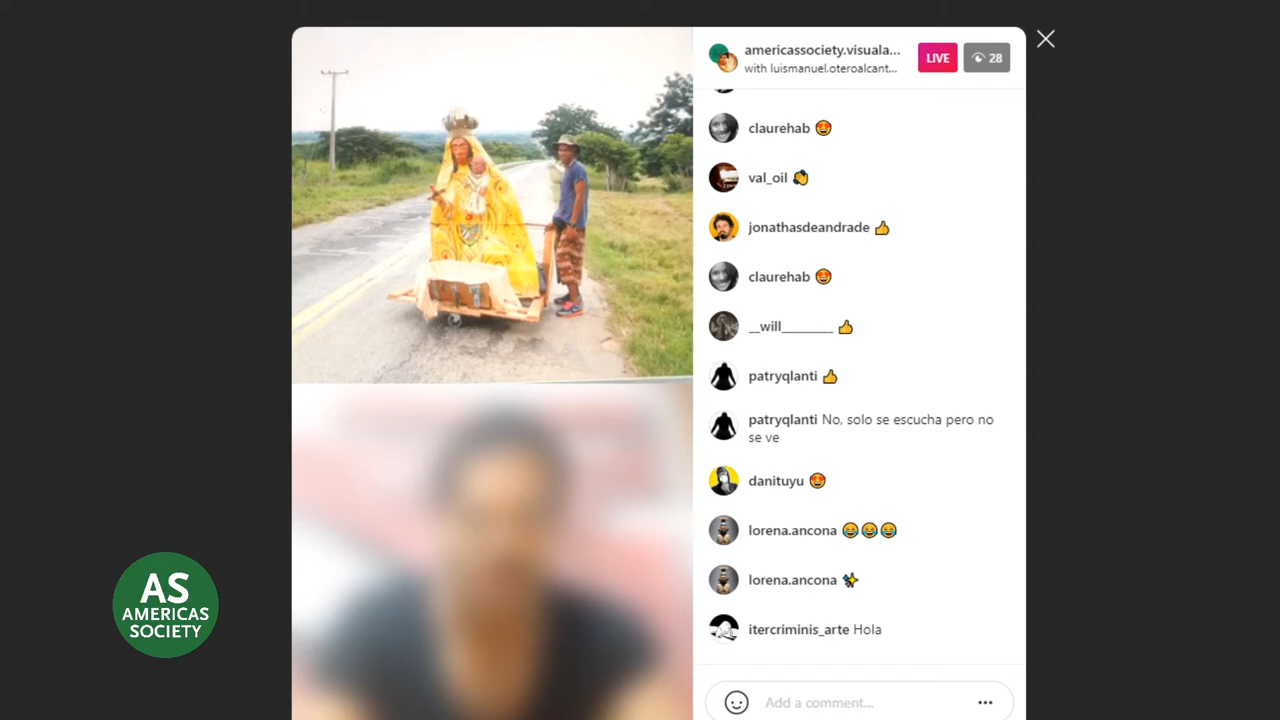 americassociety.visuala...
with luismanuel.oteroalcant...
LIVE
28
claurehab
val_oil
jonathasdeandrade
claurehab
__will________
patryqlanti
patryqlanti No, solo se escucha pero no
se ve
danituyu
lorena.ancona
lorena.ancona
itercriminis_arte Hola
Add a comment...
AS
AMERICAS
SOCIETY